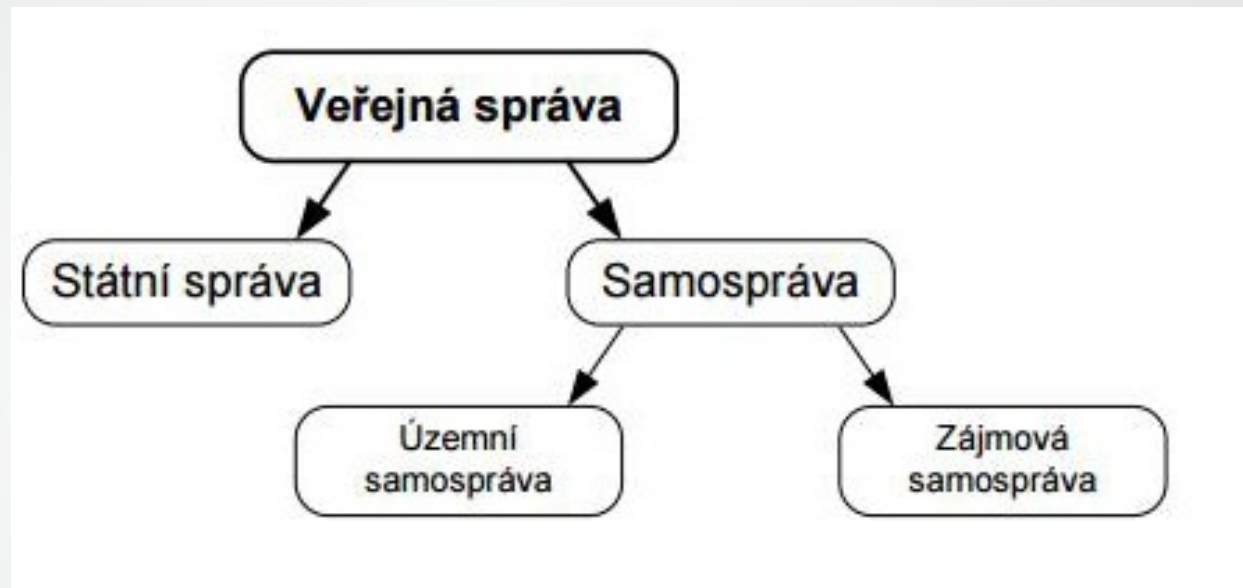 Veřejná správa
Státní správa
Samospráva
Územní
samospráva
Zájmová
samospráva